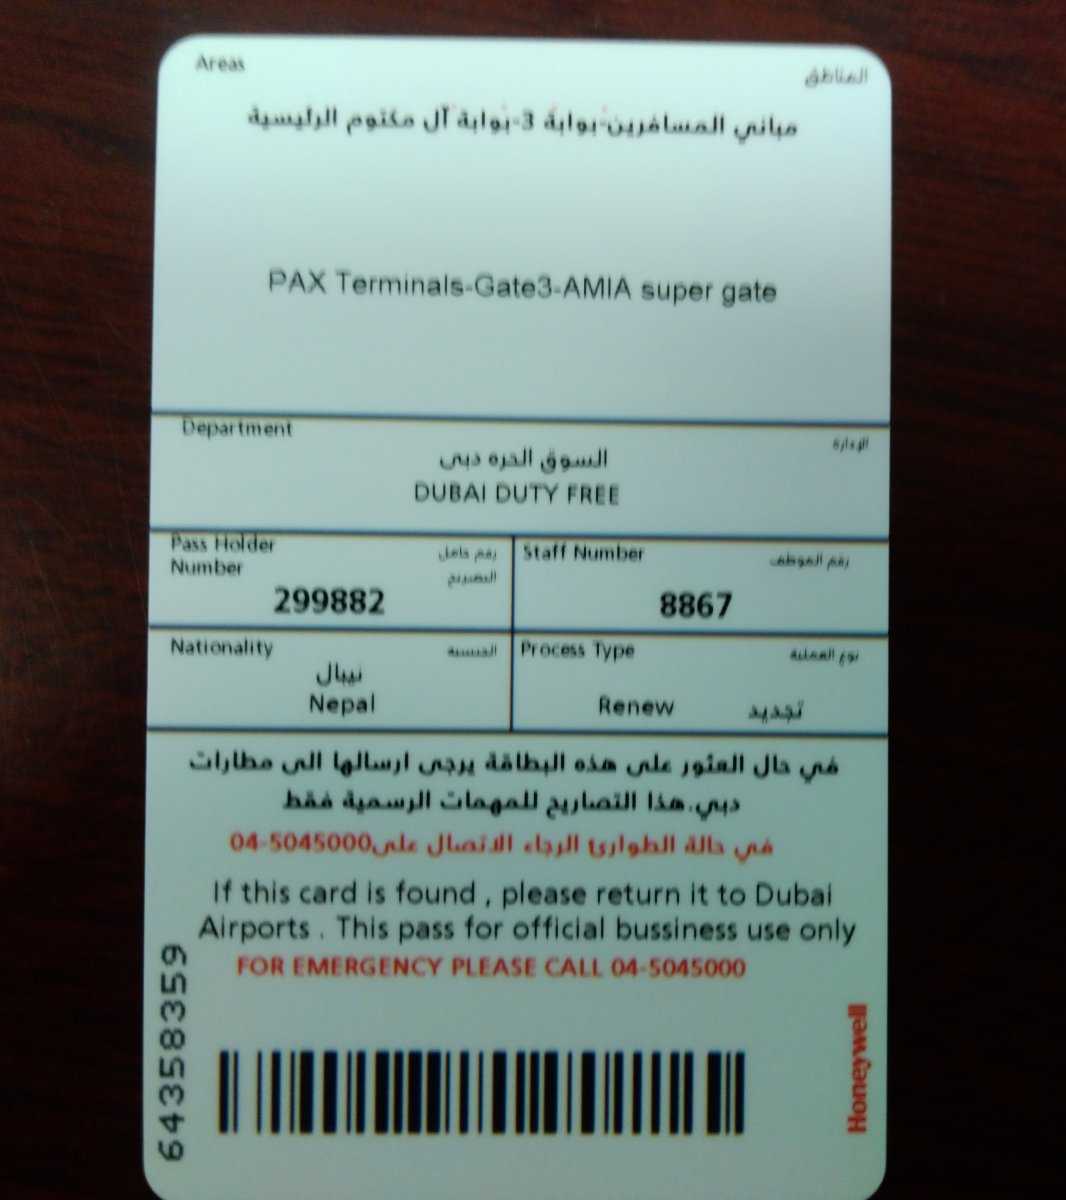 Areas
المناطق
مباني المسافرين-بوابة 3-بوابة آل مكتوم الرئيسية
PAX Terminals-Gate3-AMIA super gate
Department
الإدارة
السوق الحره دبى
DUBAI DUTY FREE
Pass Holder
Number
رقم حامل
التصريح
299882
Staff Number
رقم الموظف
8867
Nationality
الجنسية
نيبال
Nepal
Process Type
نوع العملية
Renew تجديد
في حال العثور على هذه البطاقة يرجى ارسالها الى مطارات
دبي.هذا التصاريح للمهمات الرسمية فقط
في حالة الطوارئ الرجاء الاتصال على04-5045000
If this card is found , please return it to Dubai
Airports . This pass for official bussiness use only
FOR EMERGENCY PLEASE CALL 04-5045000
64358359
Honeywell